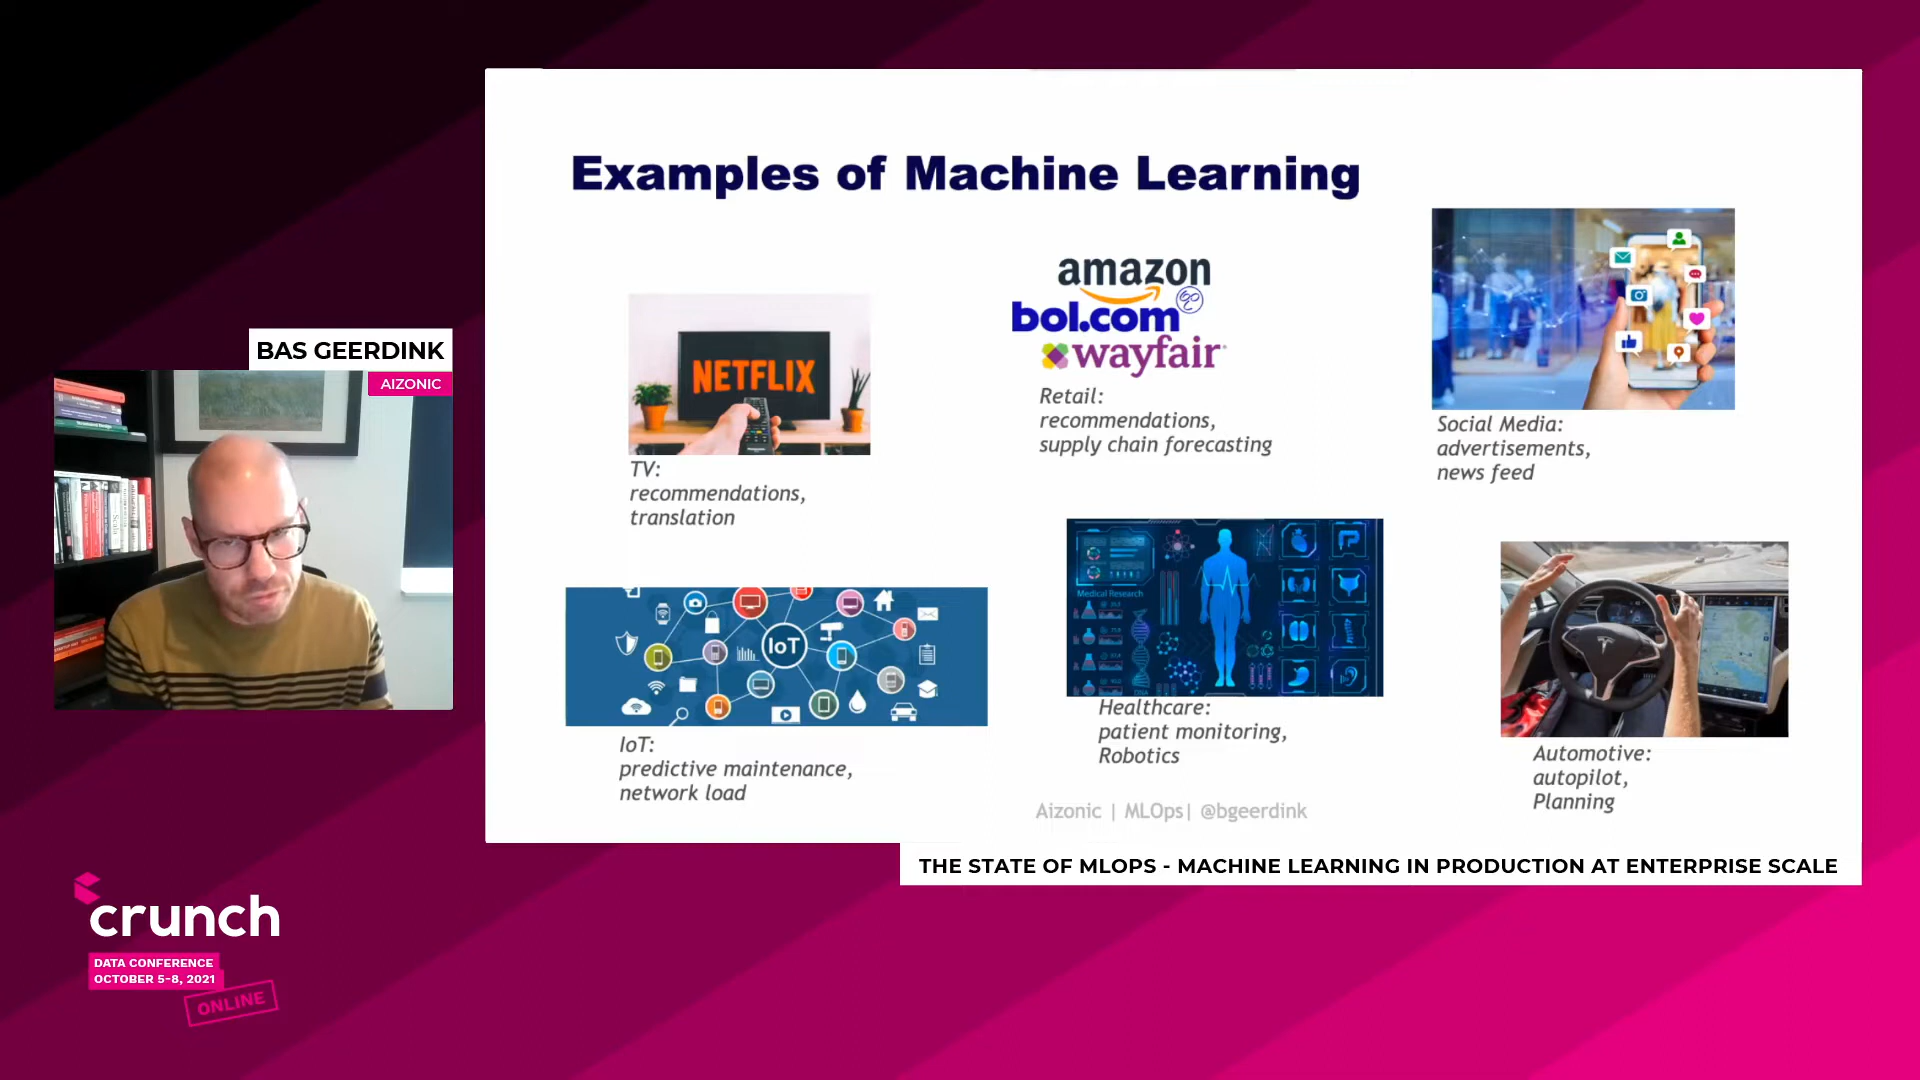 Examples of Machine Learning
NETFLIX
TV:
recommendations,
translation
amazon
bol.com
wayfair
Retail:
recommendations,
supply chain forecasting
Social Media:
advertisements,
news feed
IoT
IoT:
predictive maintenance,
network load
Medical Research
Healthcare:
patient monitoring,
Robotics
Automotive:
autopilot,
Planning
Aizonic | MLOps| @bgeerdink
BAS GEERDINK
AIZONIC
THE STATE OF MLOPS - MACHINE LEARNING IN PRODUCTION AT ENTERPRISE SCALE
crunch
DATA CONFERENCE
OCTOBER 5-8, 2021
ONLINE